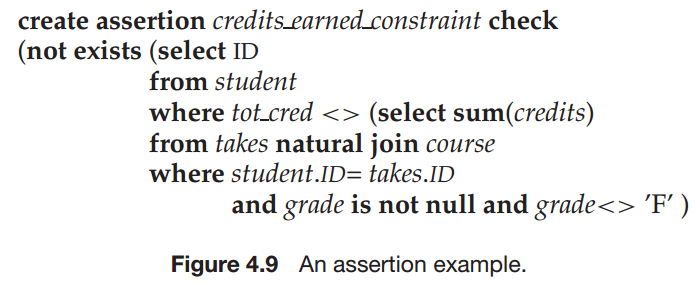 create assertion credits_earned_constraint check
(not exists (select ID
from student
where tot_cred <> (select sum(credits)
from takes natural join course
where student.ID= takes.ID
and grade is not null and grade<> ’F’ )
Figure 4.9 An assertion example.